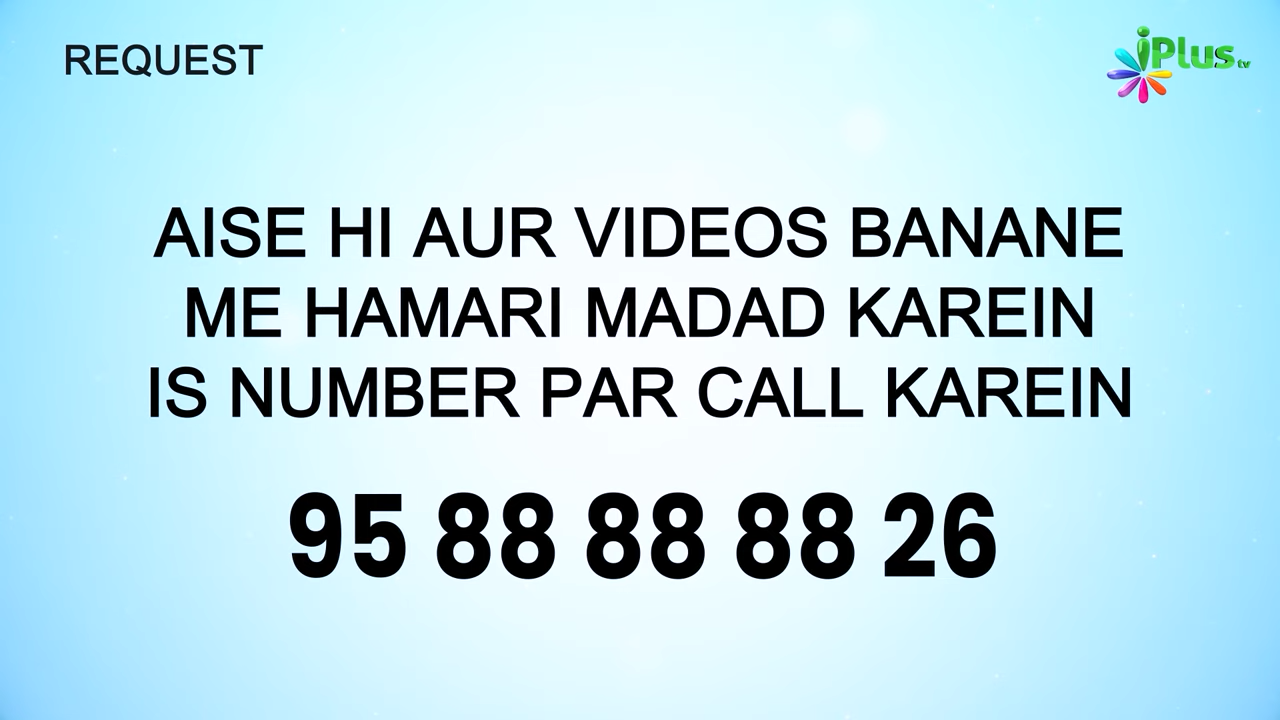 REQUEST
iPlus tv
AISE HI AUR VIDEOS BANANE
ME HAMARI MADAD KAREIN
IS NUMBER PAR CALL KAREIN
95 88 88 88 26